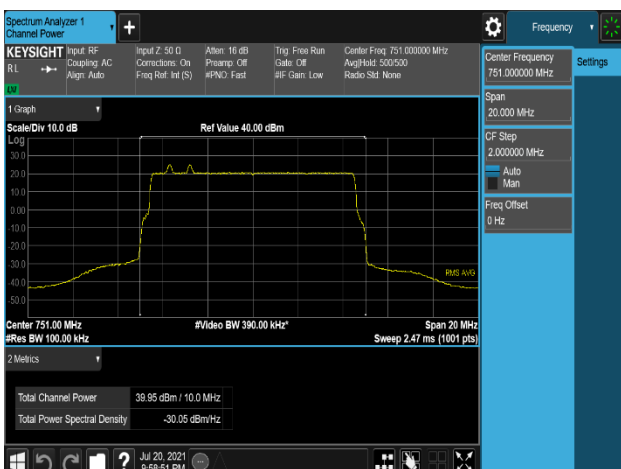 Spectrum Analyzer 1
Channel Power
Frequency
KEYSIGHT
RL
Input: RF
Coupling: AC
Align: Auto
Input Z: 50 Ω
Corrections: On
Freq Ref: Int (S)
Atten: 16 dB
Preamp: Off
#PNO: Fast
Trig: Free Run
Gate: Off
#IF Gain: Low
Center Freq: 751.000000 MHz
Avg|Hold: 500/500
Radio Std: None
Center Frequency
751.000000 MHz
Settings
Span
20.000 MHz
CF Step
2.000000 MHz
Auto
Man
Freq Offset
0 Hz
1 Graph
Scale/Div 10.0 dB
Ref Value 40.00 dBm
Log
30.0
20.0
10.0
0.00
-10.0
-20.0
-30.0
-40.0
-50.0
RMS AVG
Center 751.00 MHz
#Video BW 390.00 kHz*
Span 20 MHz
#Res BW 100.00 kHz
Sweep 2.47 ms (1001 pts)
2 Metrics
Total Channel Power 39.95 dBm / 10.0 MHz
Total Power Spectral Density -30.05 dBm/Hz
?
Jul 20, 2021
9:58:51 PM